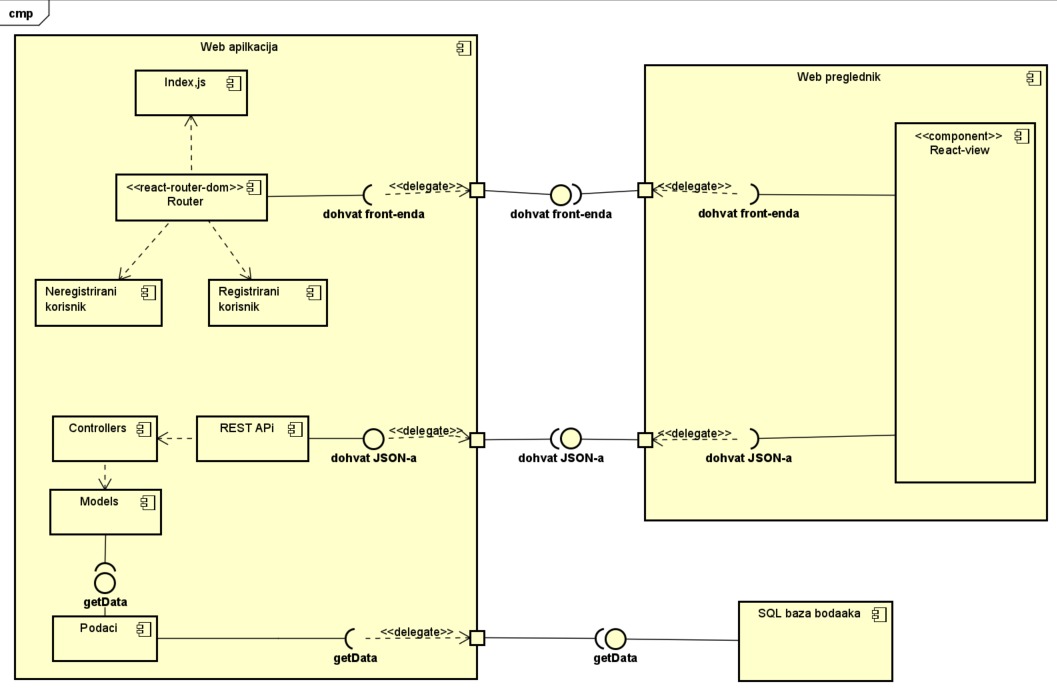 cmp
Web apilkacija
Index,js
<<react-router-dom>>
Router
<<delegate>>
dohvat front-enda
Neregistrirani
korisnik
Registrirani
korisnik
dohvat front-enda
Web preglednik
<<component>>
React-view
<<delegate>>
dohvat front-enda
Controllers
REST APi
<<delegate>>
dohvat JSON-a
dohvat JSON-a
<<delegate>>
dohvat JSON-a
Models
getData
Podaci
<<delegate>>
getData
getData
SQL baza bodaaka